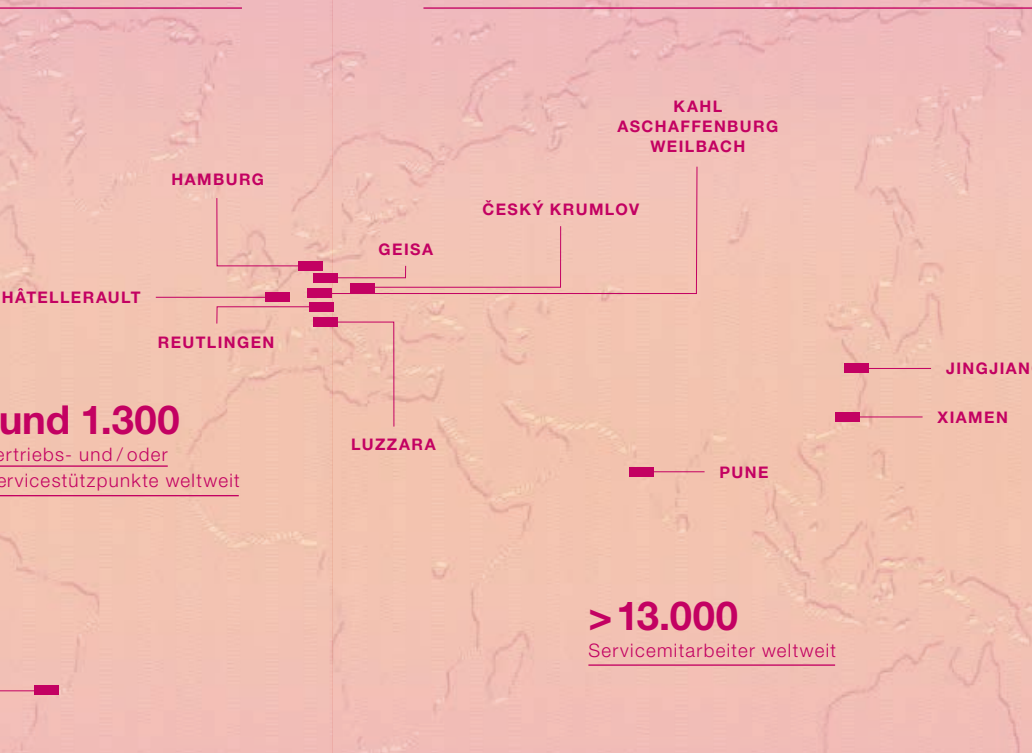 KAHL
ASCHAFFENBURG
WEILBACH
HAMBURG
ČESKÝ KRUMLOV
GEISA
HÂTELLERAULT
REUTLINGEN
JINGJIAN
und 1.300
XIAMEN
LUZZARA
ertriebs- und / oder
ervicestützpunkte weltweit
PUNE
> 13.000
Servicemitarbeiter weltweit